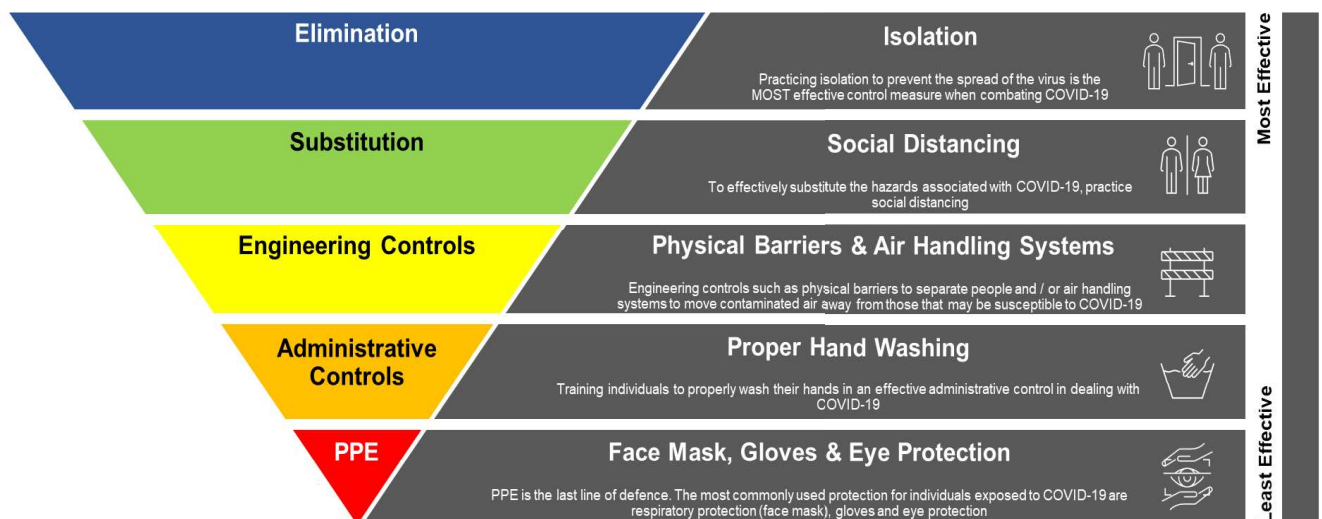 Elimination
Isolation
Practicing isolation to prevent the spread of the virus is the
MOST effective control measure when combating COVID-19
Most Effective
Substitution
Social Distancing
To effectively substitute the hazards associated with COVID-19, practice
social distancing
Engineering Controls
Physical Barriers & Air Handling Systems
Engineering controls such as physical barriers to separate people and / or air handling
systems to move contaminated air away from those that may be susceptible to COVID-19
Administrative
Controls
Proper Hand Washing
Training individuals to properly wash their hands in an effective administrative control in dealing with
COVID-19
PPE
Face Mask, Gloves & Eye Protection
PPE is the last line of defence. The most commonly used protection for individuals exposed to COVID-19 are
respiratory protection (face mask), gloves and eye protection
Least Effective